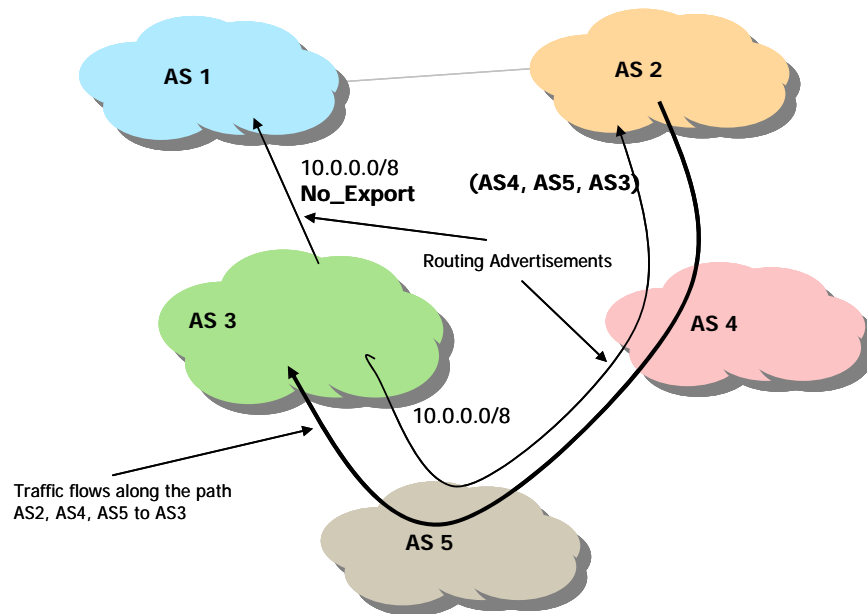 AS 1
AS 2
10.0.0.0/8
No_Export
(AS4, AS5, AS3)
Routing Advertisements
AS 3
AS 4
10.0.0.0/8
Traffic flows along the path
AS2, AS4, AS5 to AS3
AS 5